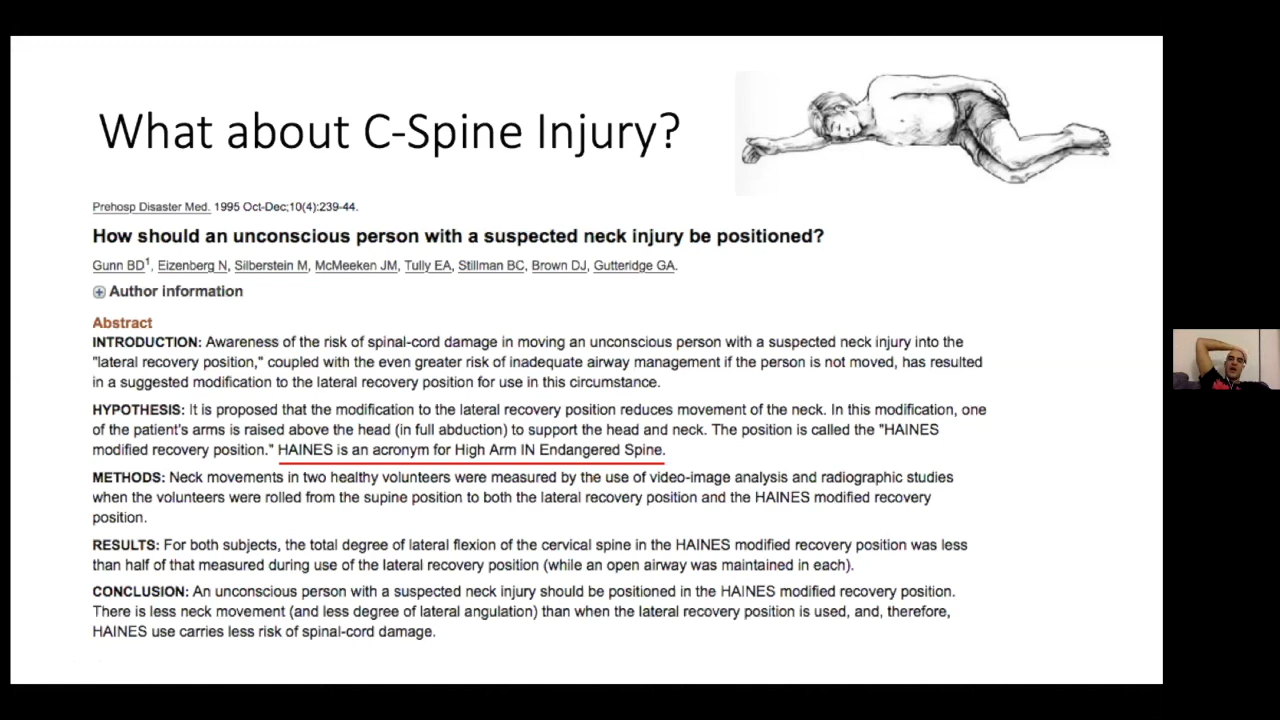 What about C-Spine Injury?
Prehosp Disaster Med. 1995 Oct-Dec;10(4):239-44.
How should an unconscious person with a suspected neck injury be positioned?
Gunn BD1, Eizenberg N, Silberstein M, McMeeken JM, Tully EA, Stillman BC, Brown DJ, Gutteridge GA.
Author information
Abstract
INTRODUCTION: Awareness of the risk of spinal-cord damage in moving an unconscious person with a suspected neck injury into the
"lateral recovery position," coupled with the even greater risk of inadequate airway management if the person is not moved, has resulted
in a suggested modification to the lateral recovery position for use in this circumstance.
HYPOTHESIS: It is proposed that the modification to the lateral recovery position reduces movement of the neck. In this modification, one
of the patient's arms is raised above the head (in full abduction) to support the head and neck. The position is called the "HAINES
modified recovery position." HAINES is an acronym for High Arm IN Endangered Spine.
METHODS: Neck movements in two healthy volunteers were measured by the use of video-image analysis and radiographic studies
when the volunteers were rolled from the supine position to both the lateral recovery position and the HAINES modified recovery
position.
RESULTS: For both subjects, the total degree of lateral flexion of the cervical spine in the HAINES modified recovery position was less
than half of that measured during use of the lateral recovery position (while an open airway was maintained in each).
CONCLUSION: An unconscious person with a suspected neck injury should be positioned in the HAINES modified recovery position.
There is less neck movement (and less degree of lateral angulation) than when the lateral recovery position is used, and, therefore,
HAINES use carries less risk of spinal-cord damage.